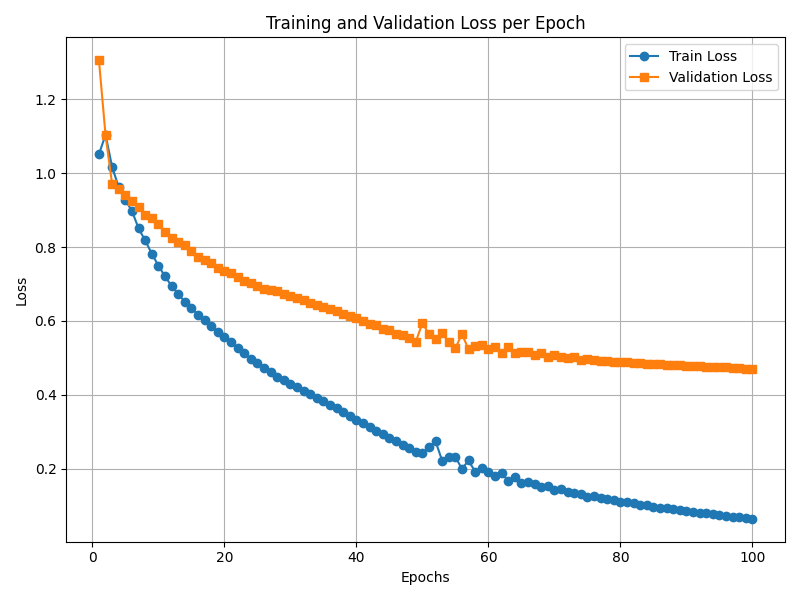 Training and Validation Loss per Epoch
Train Loss
Validation Loss
Loss
1.2
1.0
0.8
0.6
0.4
0.2
0 20 40 60 80 100
Epochs